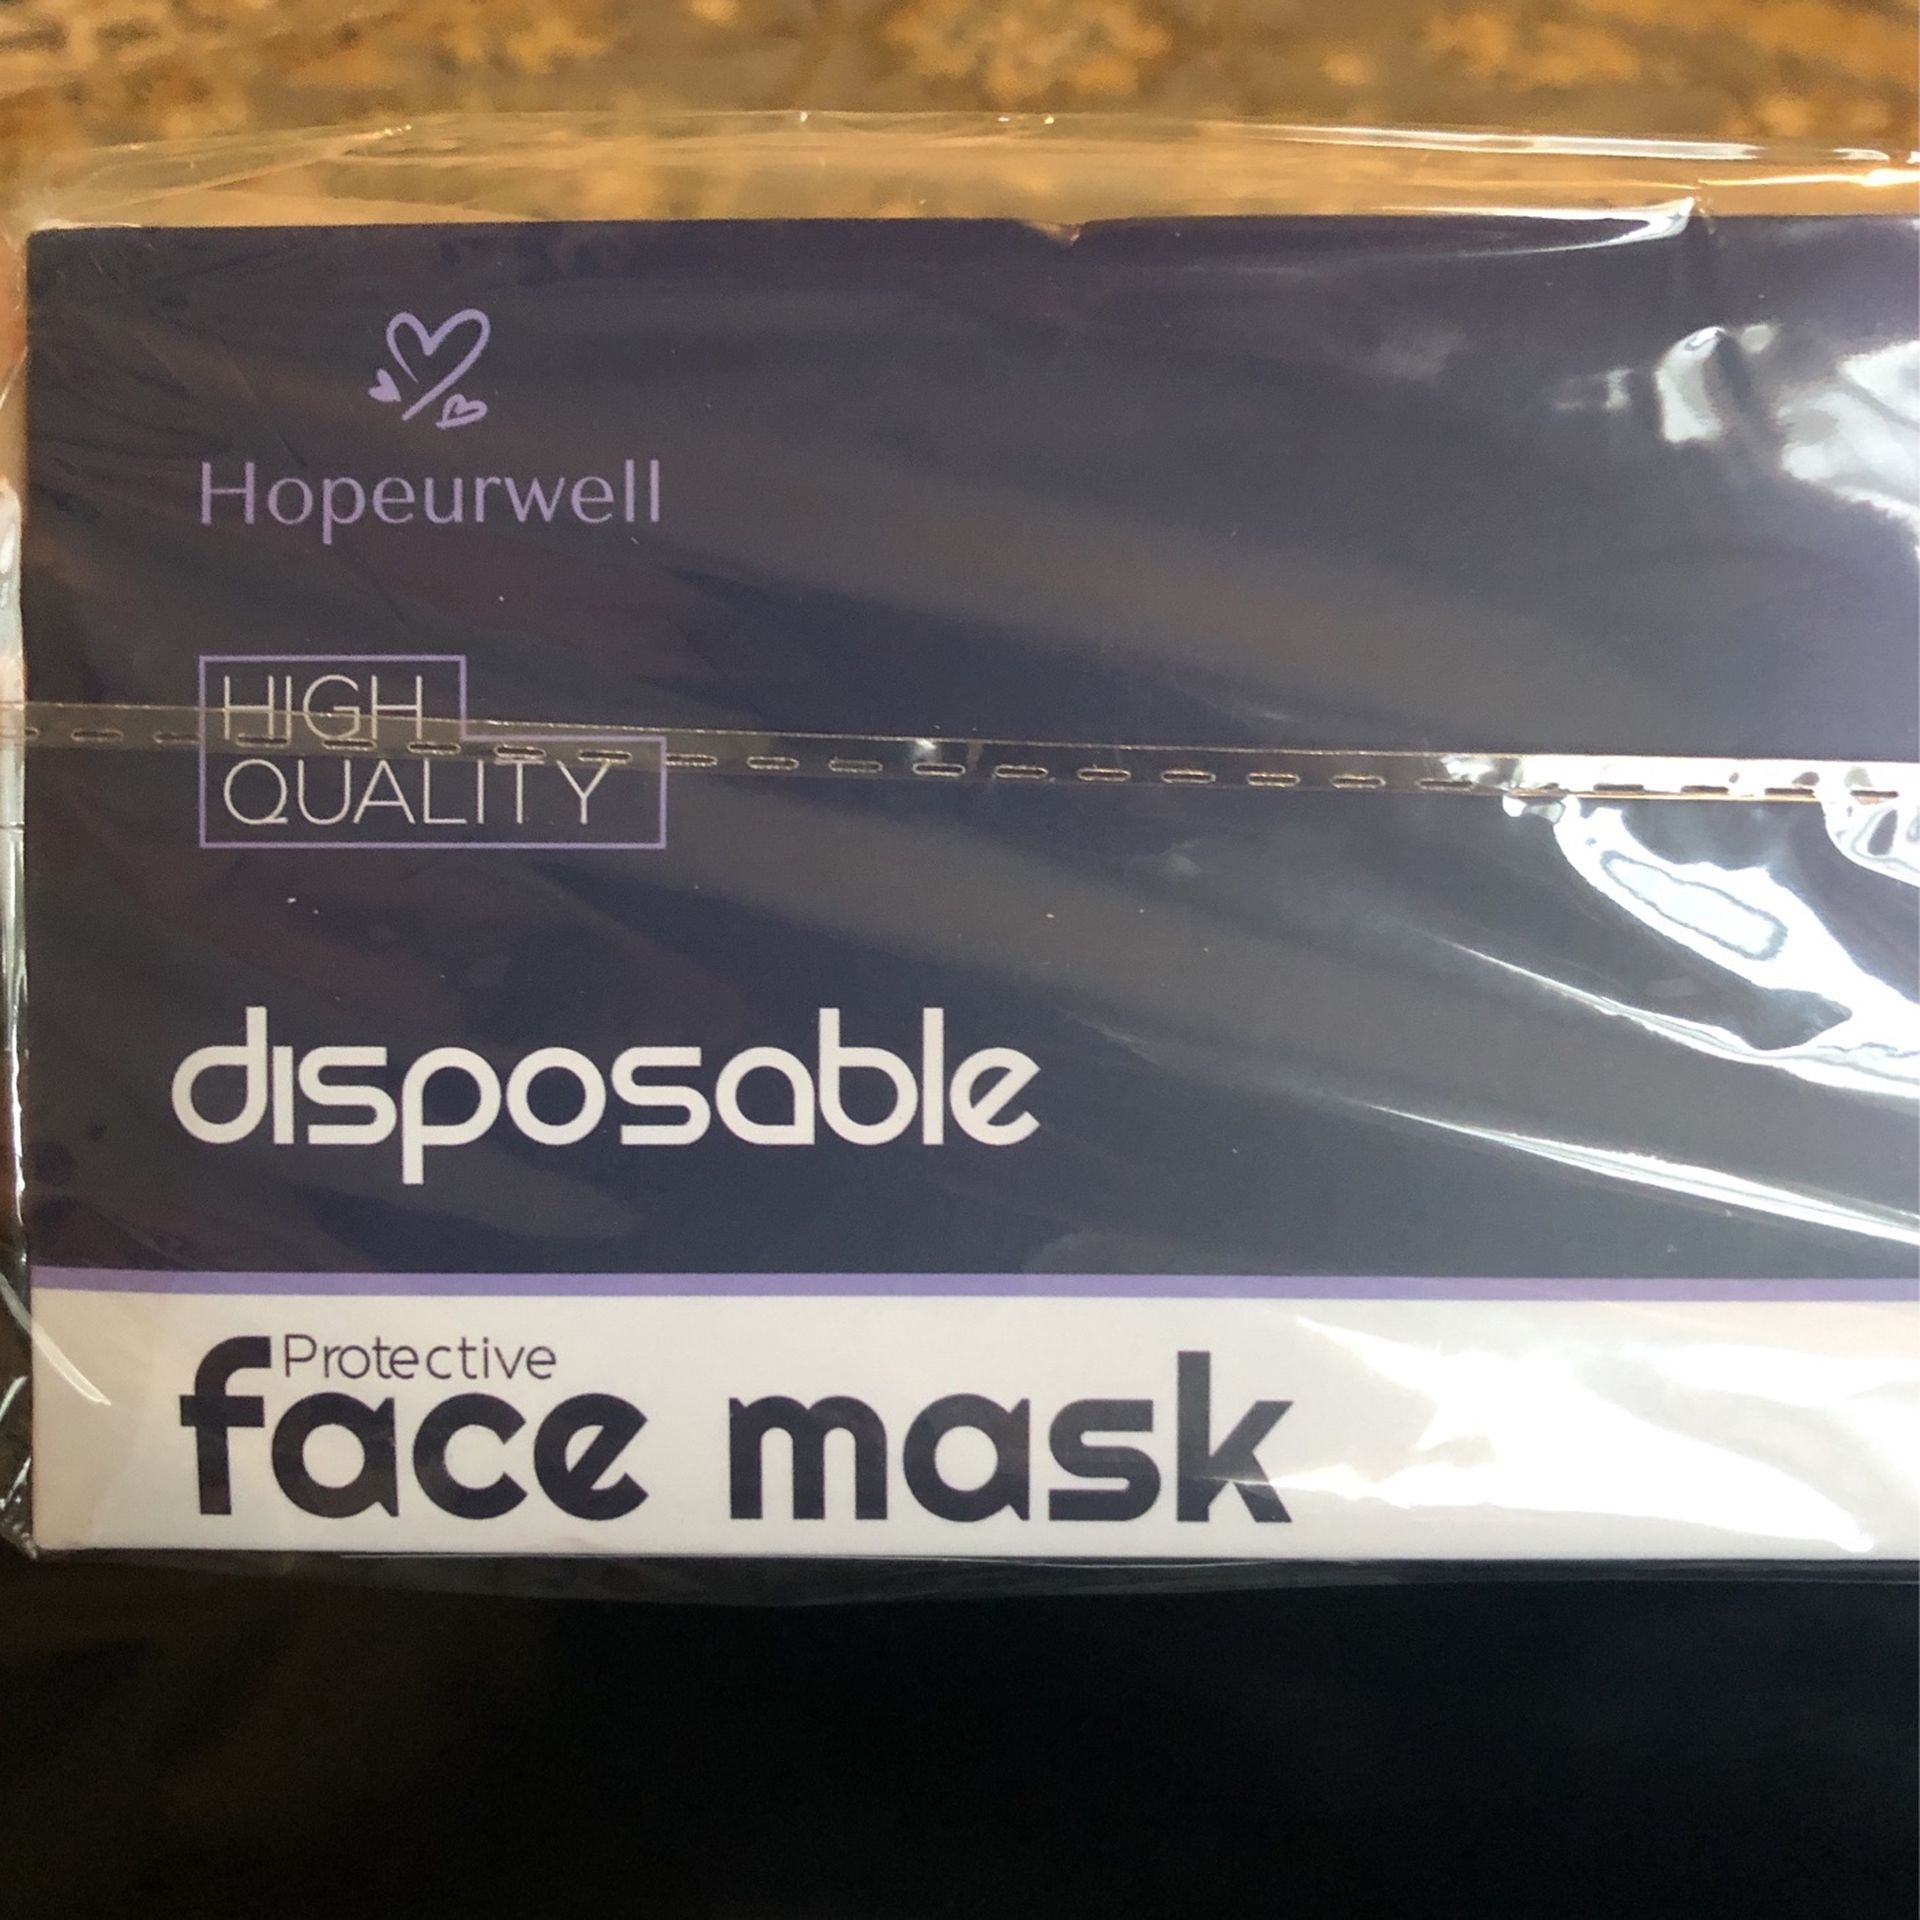 Hopeurwell
HIGH
QUALITY
disposable
Protective
face mask